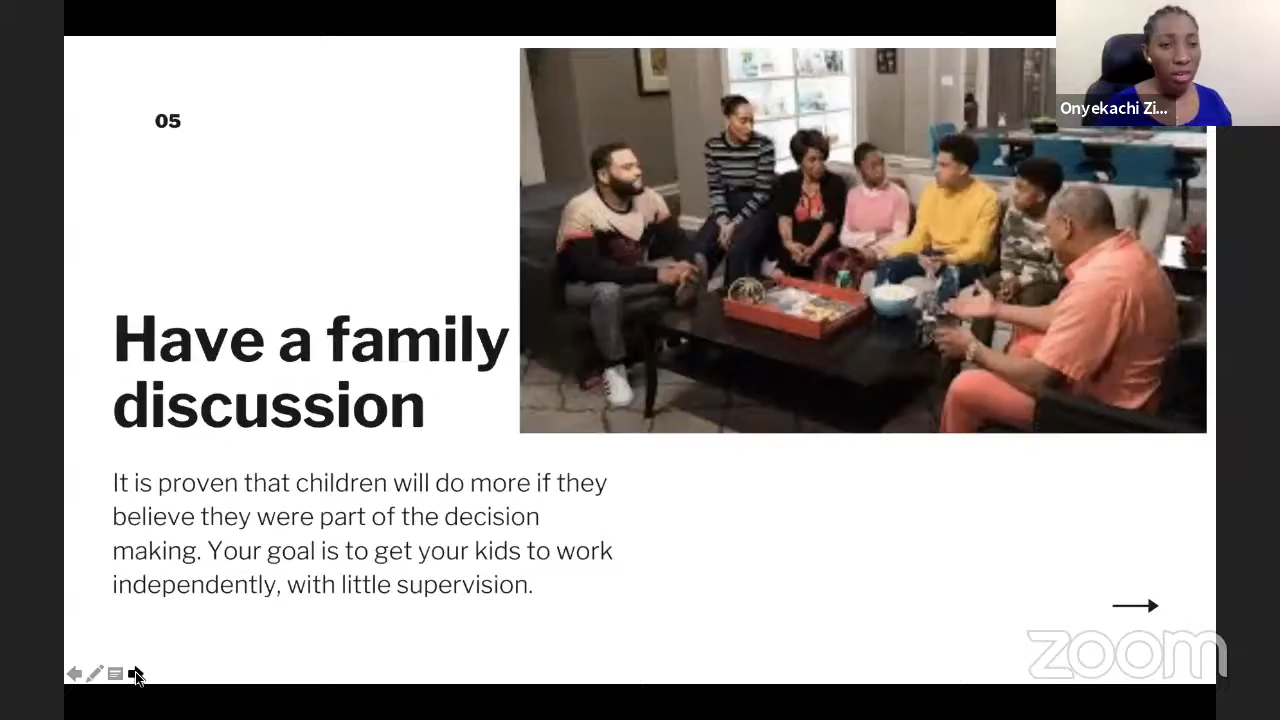 05
Onyekachi Zi...
Have a family
discussion
It is proven that children will do more if they
believe they were part of the decision
making. Your goal is to get your kids to work
independently, with little supervision.
zoom